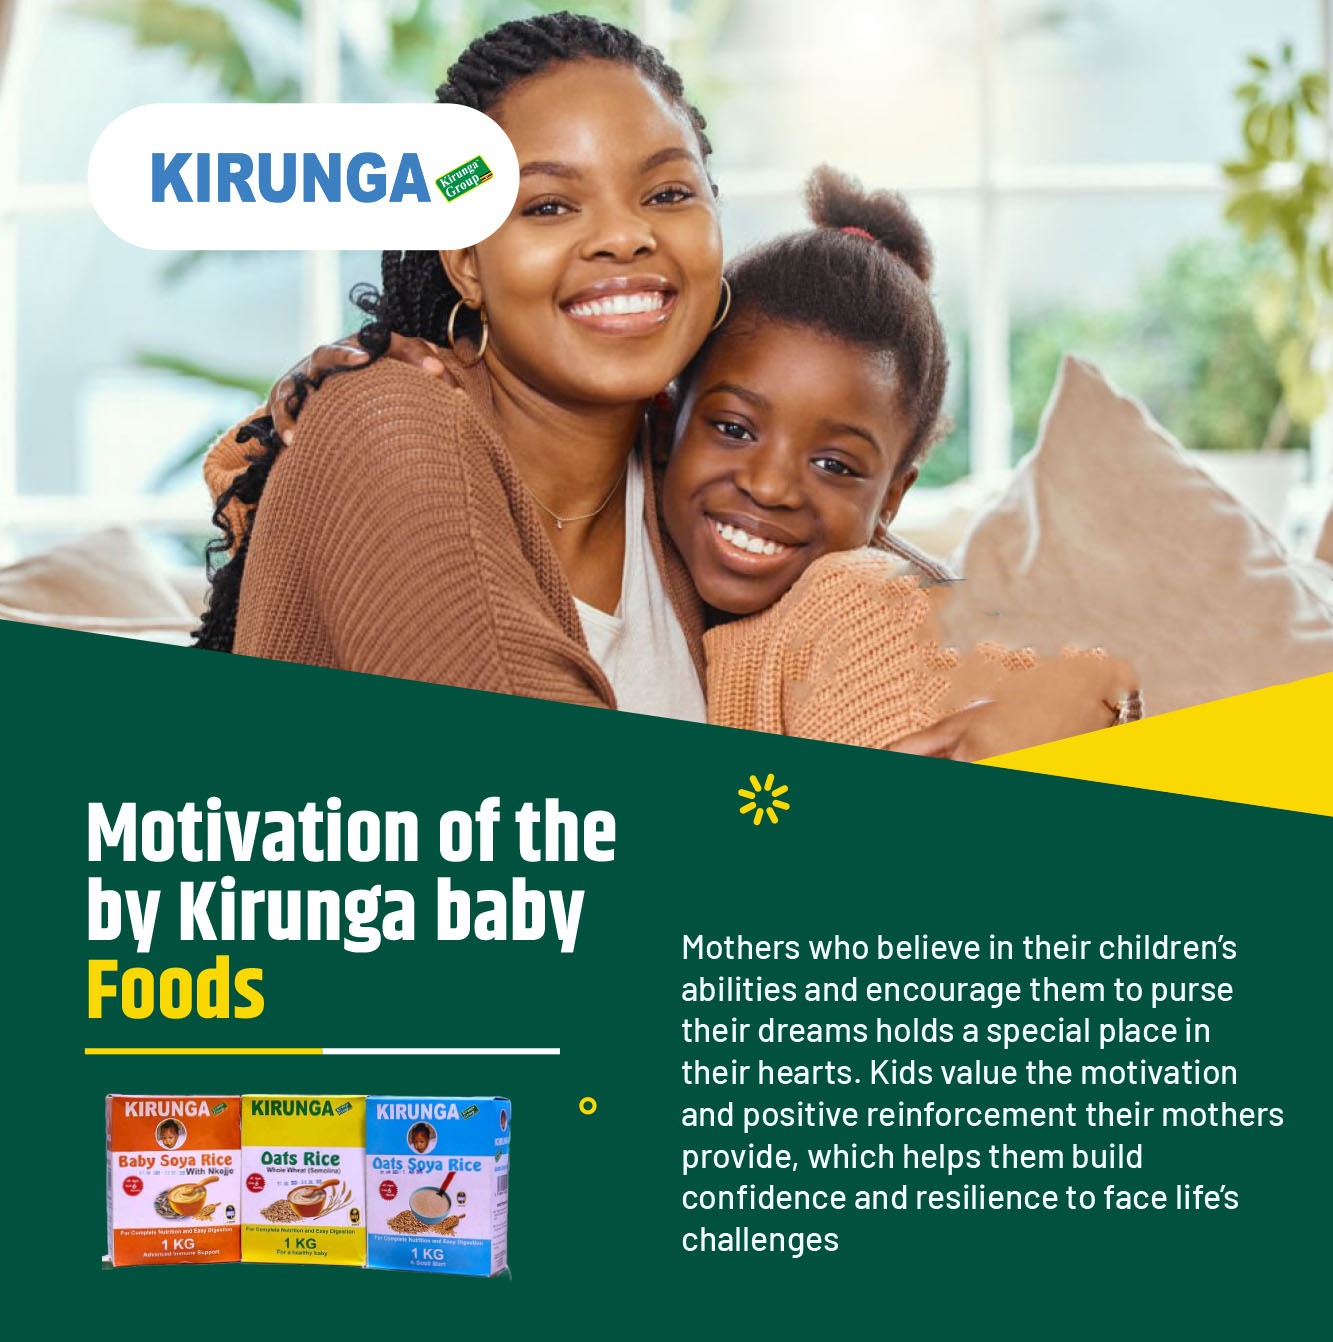 KIRUNGA
Kirunga
Group
Motivation of the
by Kirunga baby
Foods
Mothers who believe in their children's
abilities and encourage them to purse
their dreams holds a special place in
their hearts. Kids value the motivation
and positive reinforcement their mothers
provide, which helps them build
confidence and resilience to face life's
challenges
KIRUNGA
Baby Soya Rice
With Nkejje
For Complete Nutrition and Easy Digestion
1 KG
Advanced Immune Support
KIRUNGA
Oats Rice
Whole Wheat (Semolina)
For Complete Nutrition and Easy Digestion
1 KG
For a healthy baby
KIRUNGA
Oats Soya Rice
For Complete Nutrition and Easy Digestion
1 KG
A Good Start